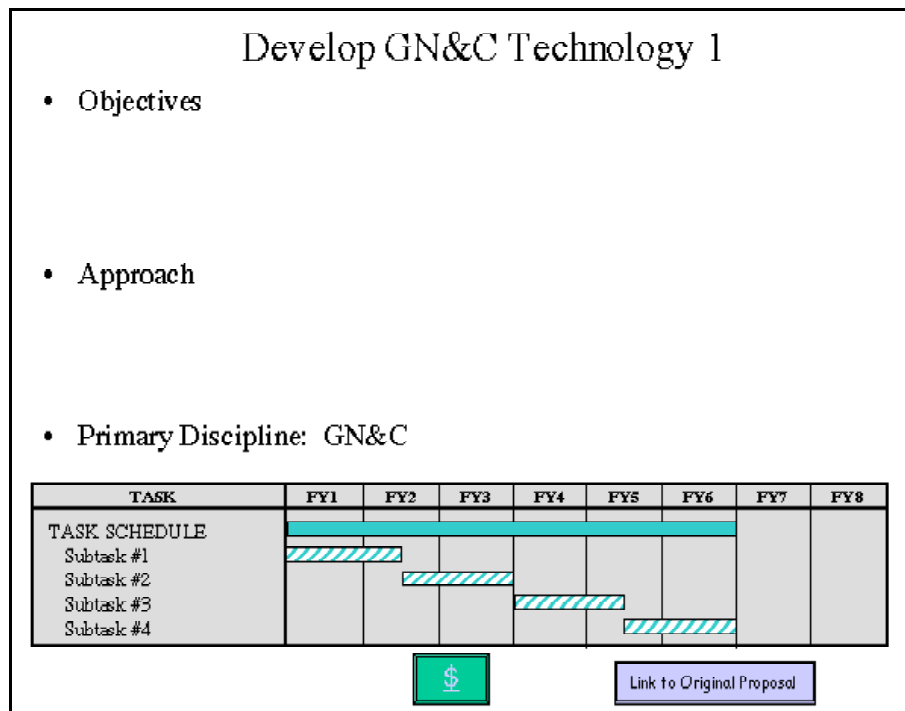 Develop GN&C Technology 1
• Objectives
• Approach
• Primary Discipline: GN&C
TASK FY1 FY2 FY3 FY4 FY5 FY6 FY7 FY8
TASK SCHEDULE
Subtask #1
Subtask #2
Subtask #3
Subtask #4
$
Link to Original Proposal